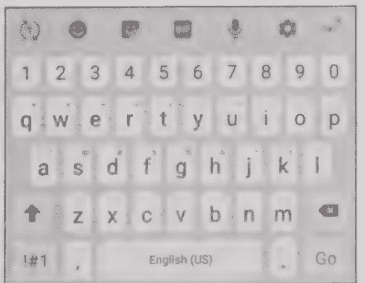 1 2 3 4 5 6 7 8 9 0
q w e r t y u i o p
a s d f g h j k l
z x c v b n m
!#1 , English (US) . Go